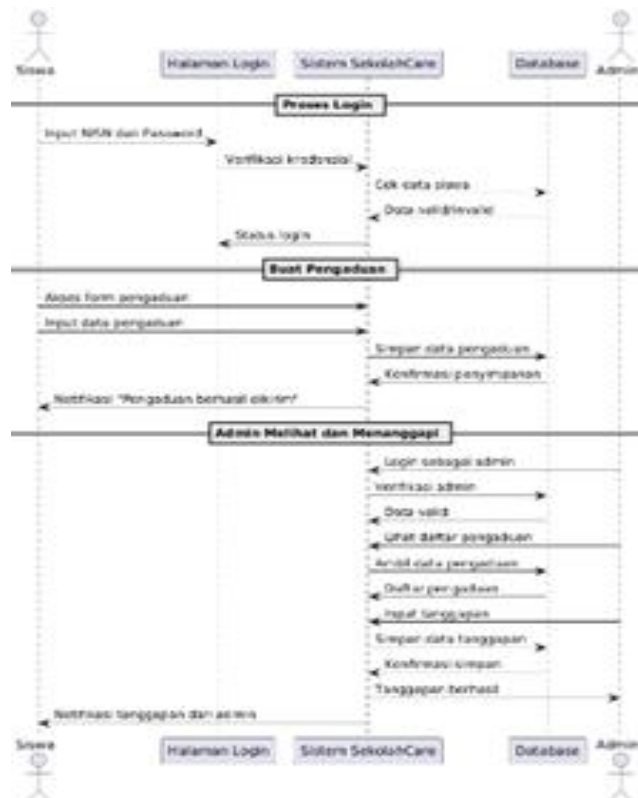 Siswa
Halaman Login
Sistem SekolahCare
Database
Admin
Proses Login
Input NISN dan Password
Verifikasi kredensial
Cek data siswa
Data valid/invalid
Status login
Buat Pengaduan
Akses form pengaduan
Input data pengaduan
Simpan data pengaduan
Konfirmasi penyimpanan
Notifikasi "Pengaduan berhasil dikirim"
Admin Melihat dan Menanggapi
Login sebagai admin
Verifikasi admin
Data valid
Lihat daftar pengaduan
Ambil data pengaduan
Daftar pengaduan
Input tanggapan
Simpan data tanggapan
Konfirmasi simpan
Tanggapan berhasil
Notifikasi tanggapan dari admin
Siswa
Halaman Login
Sistem SekolahCare
Database
Admin